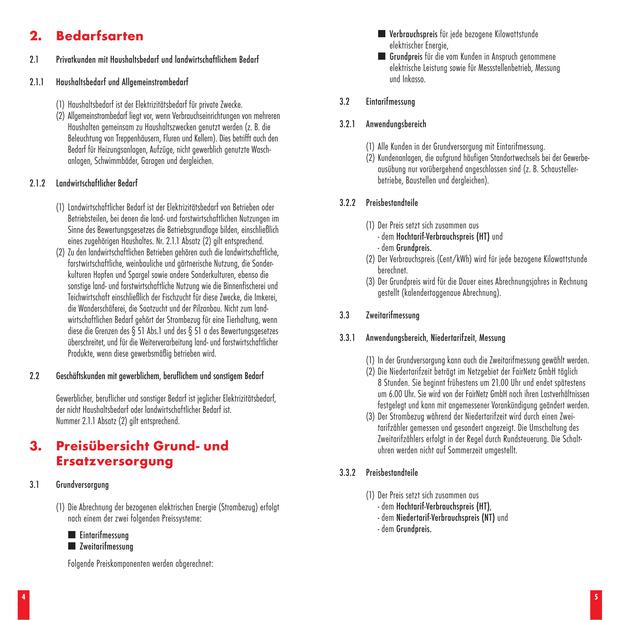 2. Bedarfsarten
2.1 Privatkunden mit Haushaltsbedarf und landwirtschaftlichem Bedarf
2.1.1 Haushaltsbedarf und Allgemeinstrombedarf
(1) Haushaltsbedarf ist der Elektrizitätsbedarf für private Zwecke.
(2) Allgemeinstrombedarf liegt vor, wenn Verbrauchseinrichtungen von mehreren
Haushalten gemeinsam zu Haushaltszwecken genutzt werden (z. B. die
Beleuchtung von Treppenhäusern, Fluren und Kellern). Dies betrifft auch den
Bedarf für Heizungsanlagen, Aufzüge, nicht gewerblich genutzte Wasch-
anlagen, Schwimmbäder, Garagen und dergleichen.
2.1.2 Landwirtschaftlicher Bedarf
(1) Landwirtschaftlicher Bedarf ist der Elektrizitätsbedarf von Betrieben oder
Betriebsteilen, bei denen die land- und forstwirtschaftlichen Nutzungen im
Sinne des Bewertungsgesetzes die Betriebsgrundlage bilden, einschließlich
eines zugehörigen Haushaltes. Nr. 2.1.1 Absatz (2) gilt entsprechend.
(2) Zu den landwirtschaftlichen Betrieben gehören auch die landwirtschaftliche,
forstwirtschaftliche, weinbauliche und gärtnerische Nutzung, die Sonder-
kulturen Hopfen und Spargel sowie andere Sonderkulturen, ebenso die
sonstige land- und forstwirtschaftliche Nutzung wie die Binnenfischerei und
Teichwirtschaft einschließlich der Fischzucht für diese Zwecke, die Imkerei,
die Wanderschäferei, die Saatzucht und der Pilzanbau. Nicht zum land-
wirtschaftlichen Bedarf gehört der Strombezug für eine Tierhaltung, wenn
diese die Grenzen des § 51 Abs.1 und des § 51 a des Bewertungsgesetzes
überschreitet, und für die Weiterverarbeitung land- und forstwirtschaftlicher
Produkte, wenn diese gewerbsmäßig betrieben wird.
2.2 Geschäftskunden mit gewerblichem, beruflichem und sonstigem Bedarf
Gewerblicher, beruflicher und sonstiger Bedarf ist jeglicher Elektrizitätsbedarf,
der nicht Haushaltsbedarf oder landwirtschaftlicher Bedarf ist.
Nummer 2.1.1 Absatz (2) gilt entsprechend.
3. Preisübersicht Grund- und
Ersatzversorgung
3.1 Grundversorgung
(1) Die Abrechnung der bezogenen elektrischen Energie (Strombezug) erfolgt
nach einem der zwei folgenden Preissysteme:
■ Eintarifmessung
■ Zweitarifmessung
Folgende Preiskomponenten werden abgerechnet:
4
■ Verbrauchspreis für jede bezogene Kilowattstunde
elektrischer Energie,
■ Grundpreis für die vom Kunden in Anspruch genommene
elektrische Leistung sowie für Messstellenbetrieb, Messung
und Inkasso.
3.2 Eintarifmessung
3.2.1 Anwendungsbereich
(1) Alle Kunden in der Grundversorgung mit Eintarifmessung.
(2) Kundenanlagen, die aufgrund häufigen Standortwechsels bei der Gewerbe-
ausübung nur vorübergehend angeschlossen sind (z. B. Schausteller-
betriebe, Baustellen und dergleichen).
3.2.2 Preisbestandteile
(1) Der Preis setzt sich zusammen aus
- dem Hochtarif-Verbrauchspreis (HT) und
- dem Grundpreis.
(2) Der Verbrauchspreis (Cent/kWh) wird für jede bezogene Kilowattstunde
berechnet.
(3) Der Grundpreis wird für die Dauer eines Abrechnungsjahres in Rechnung
gestellt (kalendertaggenaue Abrechnung).
3.3 Zweitarifmessung
3.3.1 Anwendungsbereich, Niedertarifzeit, Messung
(1) In der Grundversorgung kann auch die Zweitarifmessung gewählt werden.
(2) Die Niedertarifzeit beträgt im Netzgebiet der FairNetz GmbH täglich
8 Stunden. Sie beginnt frühestens um 21.00 Uhr und endet spätestens
um 6.00 Uhr. Sie wird von der FairNetz GmbH nach ihren Lastverhältnissen
festgelegt und kann mit angemessener Vorankündigung geändert werden.
(3) Der Strombezug während der Niedertarifzeit wird durch einen Zwei-
tarifzähler gemessen und gesondert angezeigt. Die Umschaltung des
Zweitarifzählers erfolgt in der Regel durch Rundsteuerung. Die Schalt-
uhren werden nicht auf Sommerzeit umgestellt.
3.3.2 Preisbestandteile
(1) Der Preis setzt sich zusammen aus
- dem Hochtarif-Verbrauchspreis (HT),
- dem Niedertarif-Verbrauchspreis (NT) und
- dem Grundpreis.
5